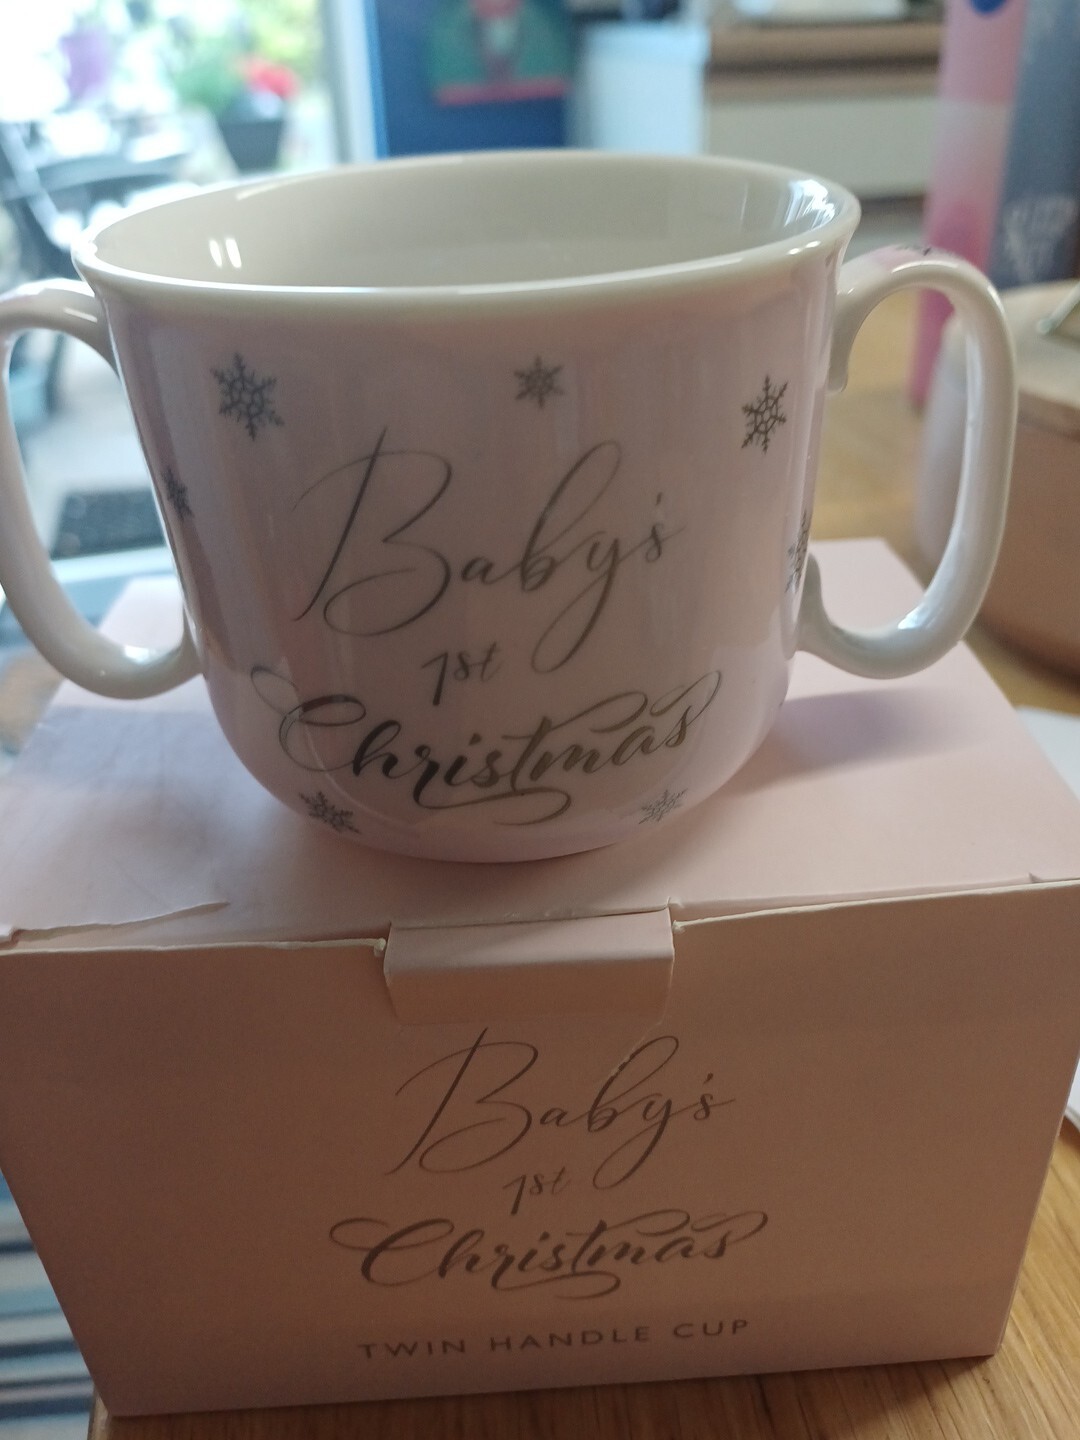 Baby's
1st
Christmas
Baby's
1st
Christmas
TWIN HANDLE CUP